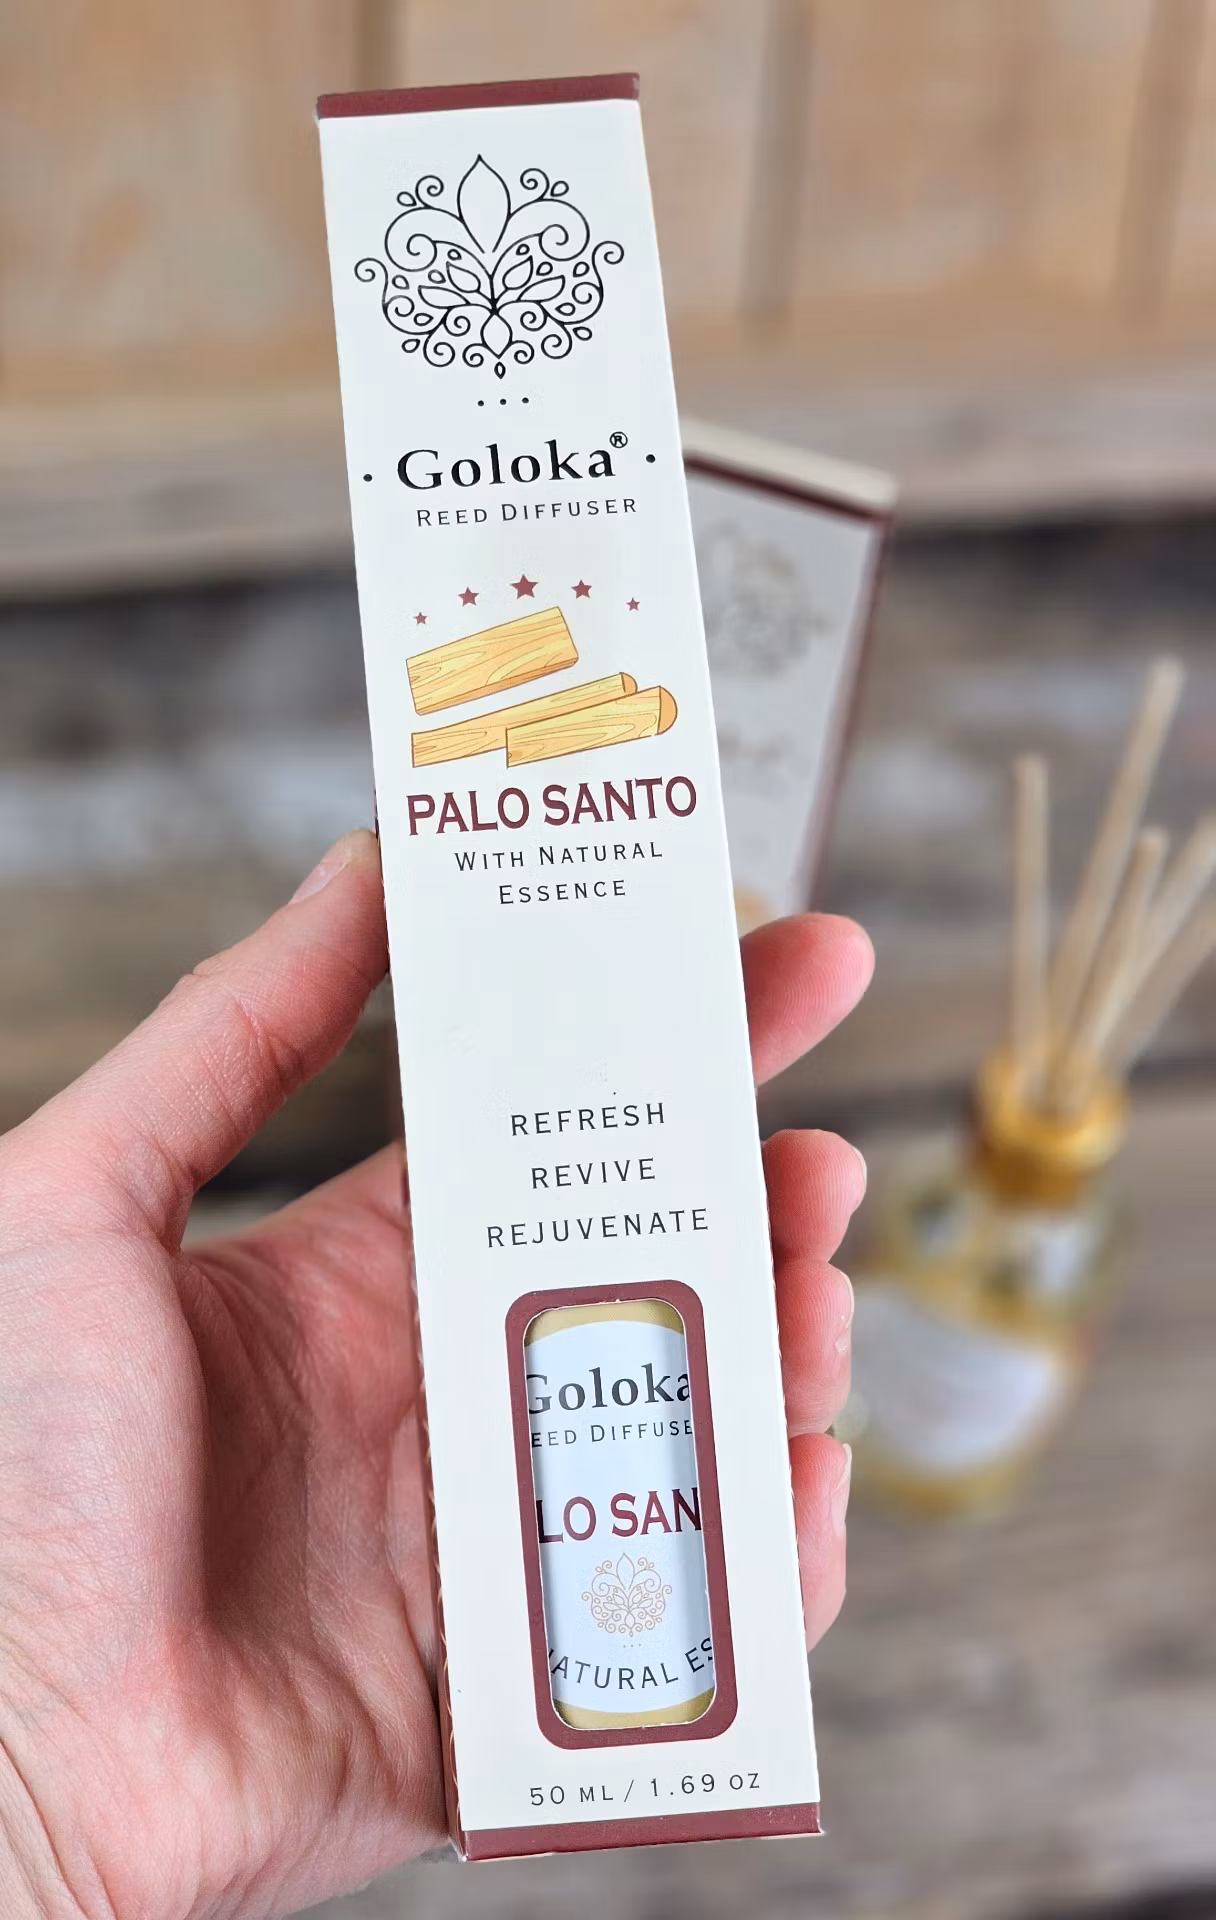 Goloka®
REED DIFFUSER
PALO SANTO
WITH NATURAL
ESSENCE
REFRESH
REVIVE
REJUVENATE
Goloka
EED DIFFUSE
LO SAN
NATURAL ES
50 ML / 1.69 OZ